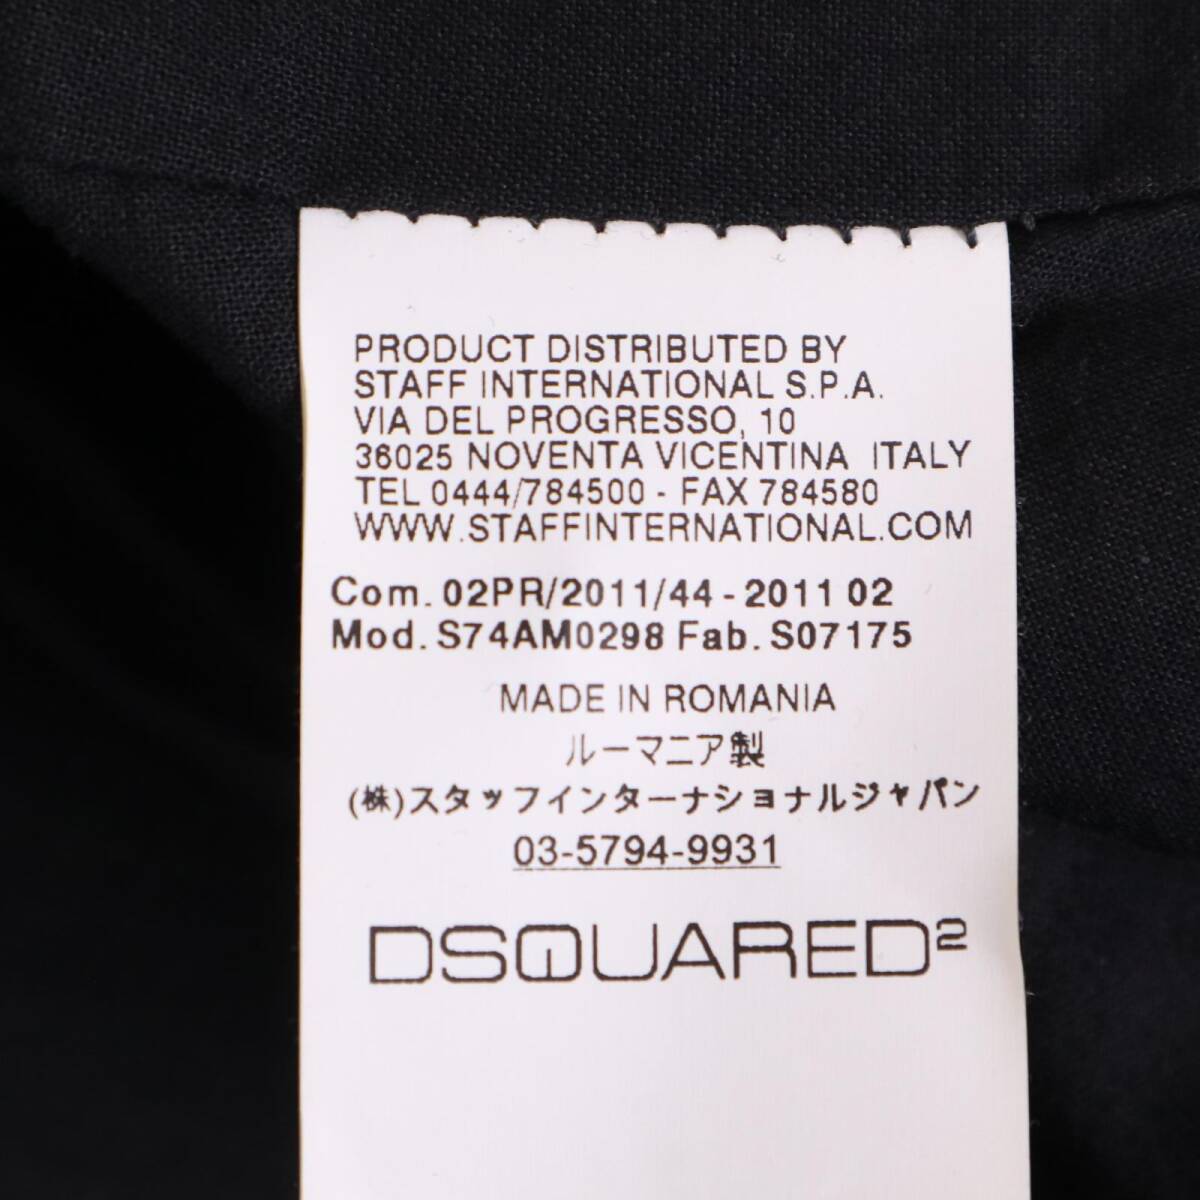 PRODUCT DISTRIBUTED BY
STAFF INTERNATIONAL S.P.A.
VIA DEL PROGRESSO, 10
36025 NOVENTA VICENTINA ITALY
TEL 0444/784500 - FAX 784580
WWW.STAFFINTERNATIONAL.COM
Com. 02PR/2011/44 - 2011 02
Mod. S74AM0298 Fab. S07175
MADE IN ROMANIA
ルーマニア製
(株)スタッフインターナショナルジャパン
03-5794-9931
DSQUARED²